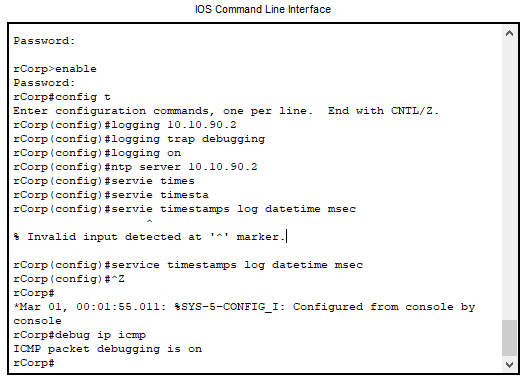 IOS Command Line Interface
Password:
rCorp>enable
Password:
rCorp#config t
Enter configuration commands, one per line.  End with CNTL/Z.
rCorp(config)#logging 10.10.90.2
rCorp(config)#logging trap debugging
rCorp(config)#logging on
rCorp(config)#ntp server 10.10.90.2
rCorp(config)#servie times
rCorp(config)#servie timesta
rCorp(config)#servie timestamps log datetime msec
^
% Invalid input detected at '^' marker.
rCorp(config)#service timestamps log datetime msec
rCorp(config)#^Z
rCorp#
*Mar 01, 00:01:55.011: %SYS-5-CONFIG_I: Configured from console by
console
rCorp#debug ip icmp
ICMP packet debugging is on
rCorp#